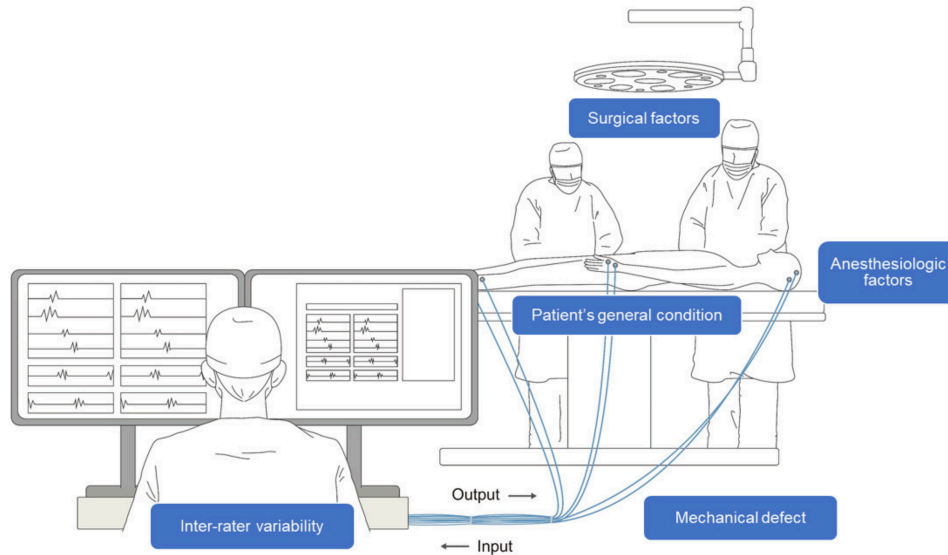 Surgical factors
Anesthesiologic
factors
Patient's general condition
Output
Inter-rater variability
Mechanical defect
Input